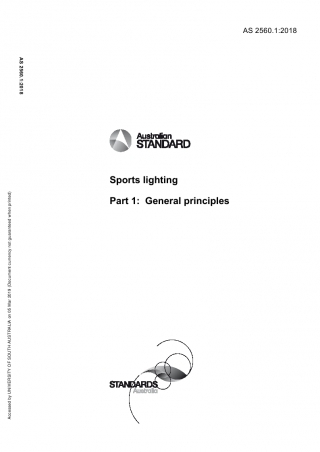 AS 2560.1:2018
AS 2560.1:2018
Australian
STANDARD
Sports lighting
Part 1: General principles
Accessed by UNIVERSITY OF SOUTH AUSTRALIA on 05 Mar 2019 (Document currency not guaranteed when printed)
STANDARDS
Australia